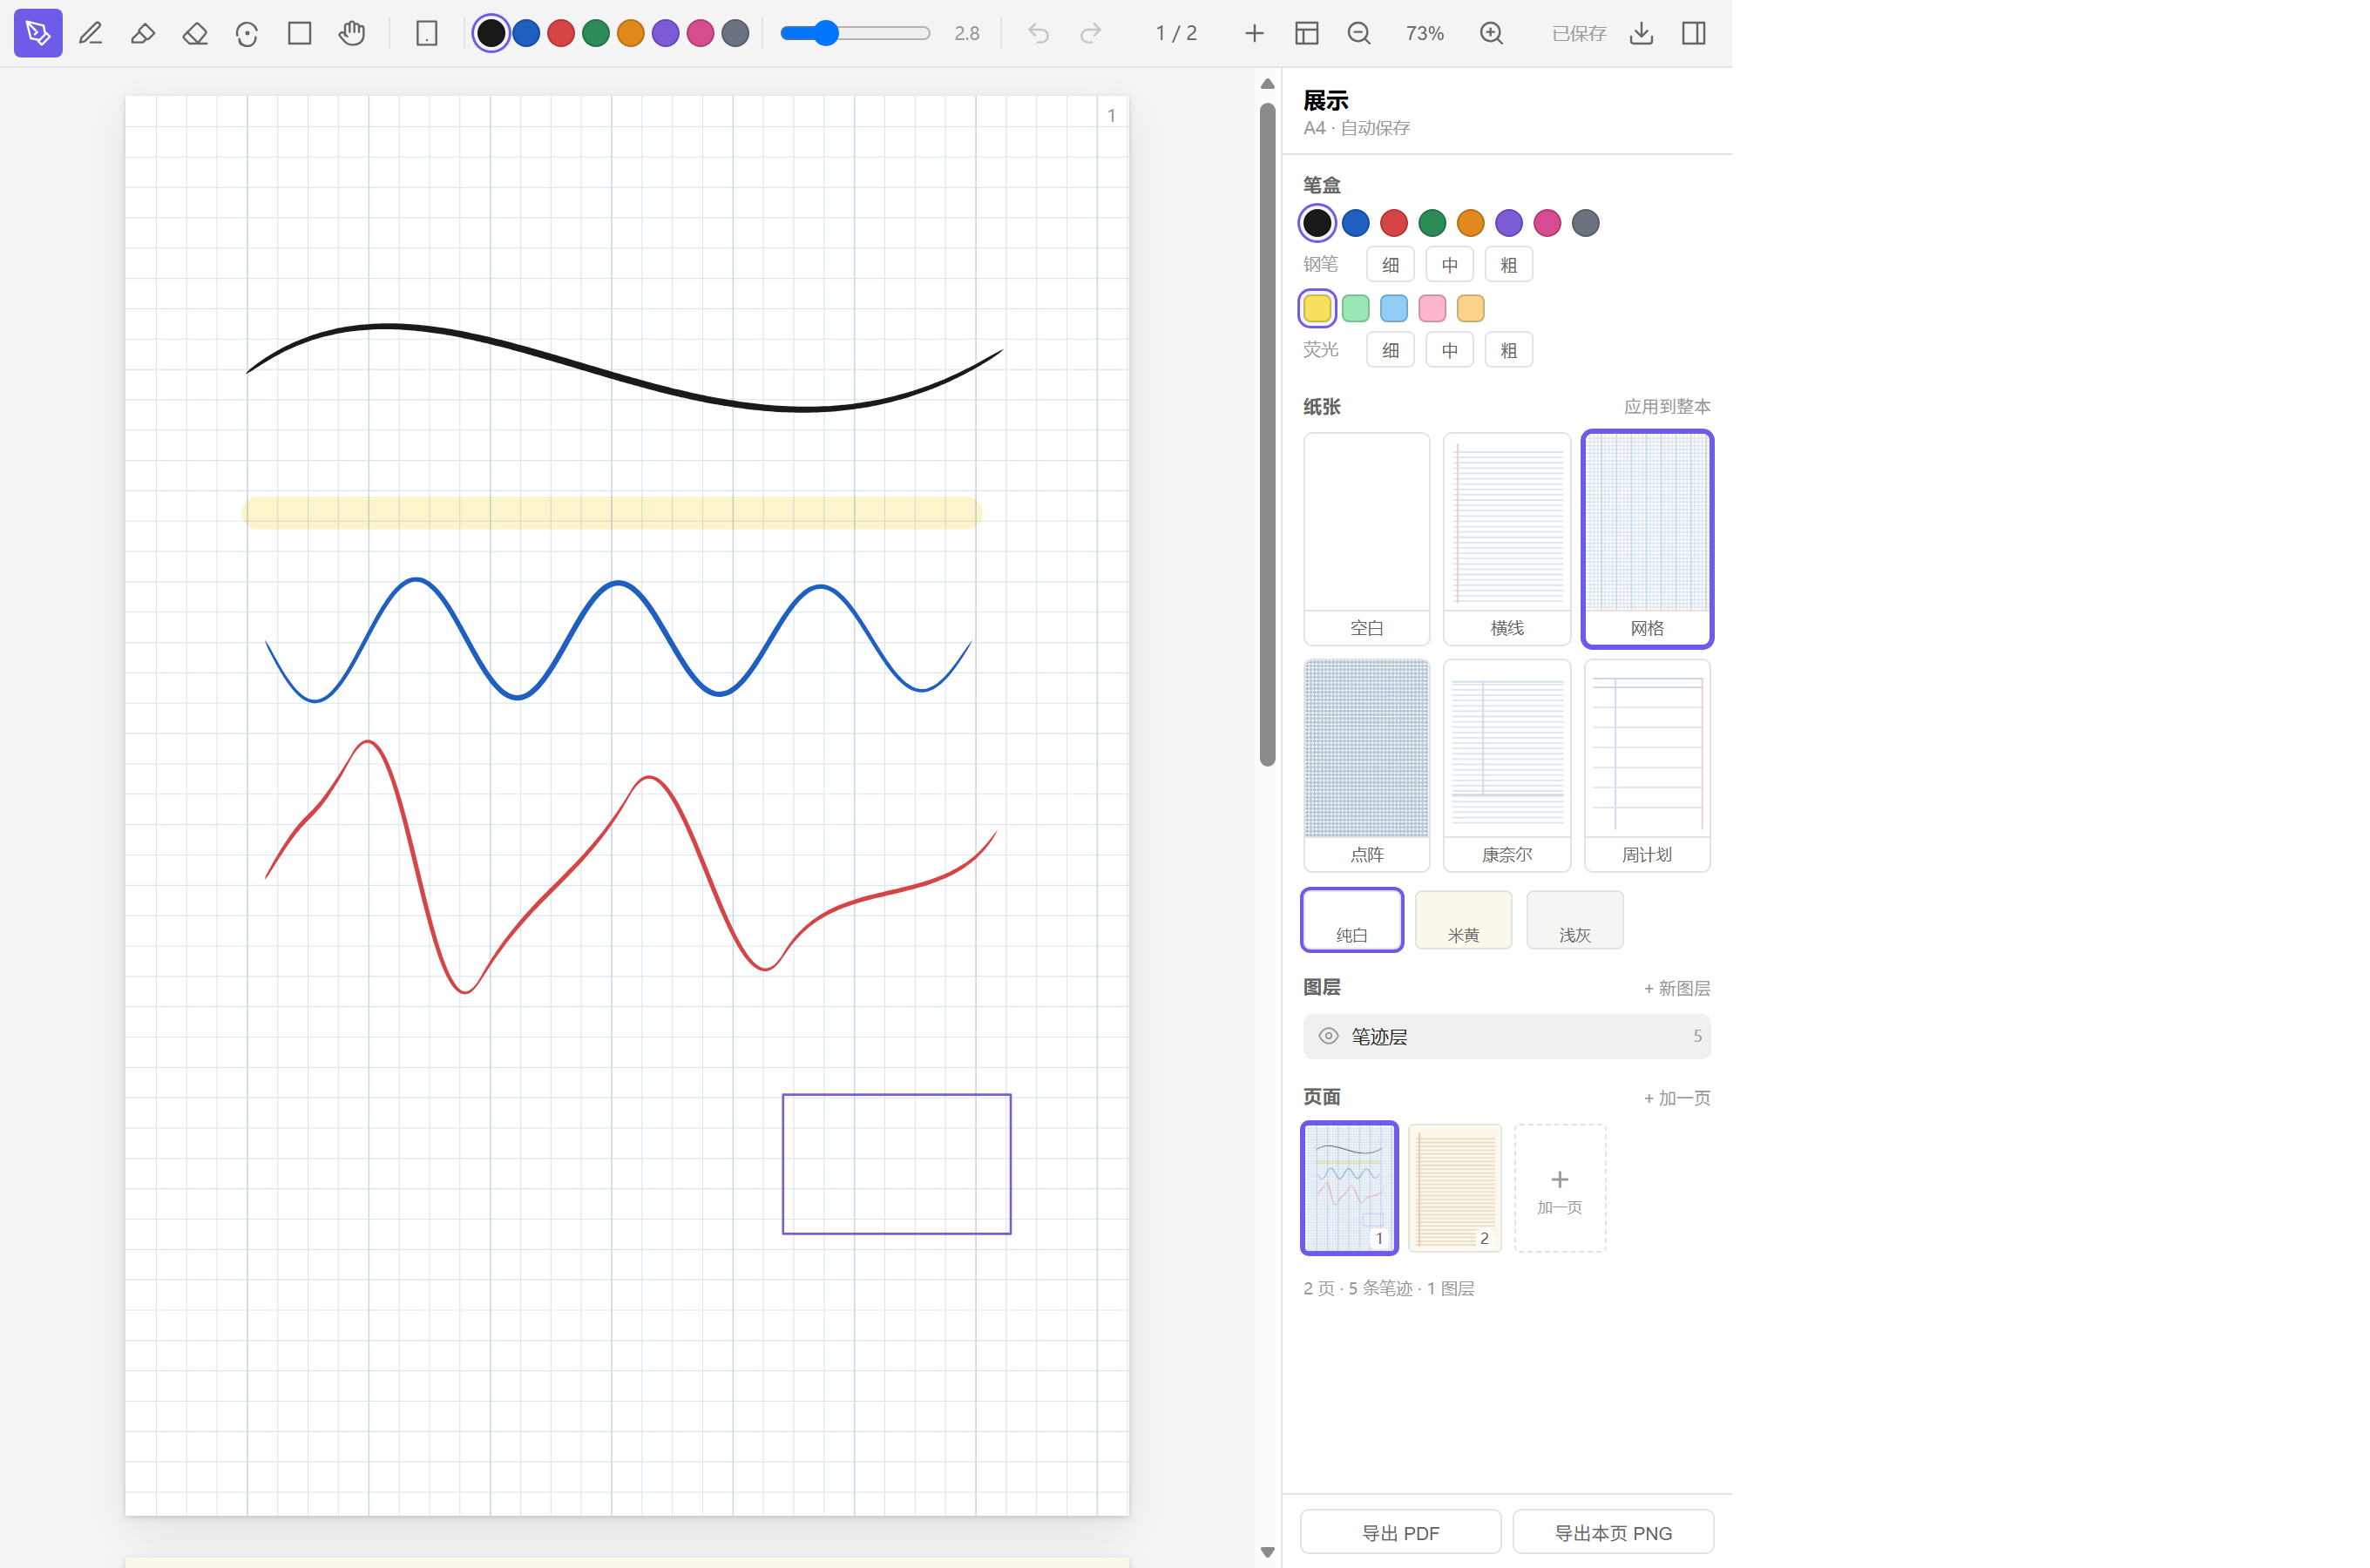 2.8 1 / 2 73% 已保存
1
展示
A4 · 自动保存
笔盒
钢笔 细 中 粗
荧光 细 中 粗
纸张 应用到整本
空白 横线 网格
点阵 康奈尔 周计划
纯白 米黄 浅灰
图层 + 新图层
笔迹层 5
页面 + 加一页
1 2 加一页
2 页 · 5 条笔迹 · 1 图层
导出 PDF 导出本页 PNG